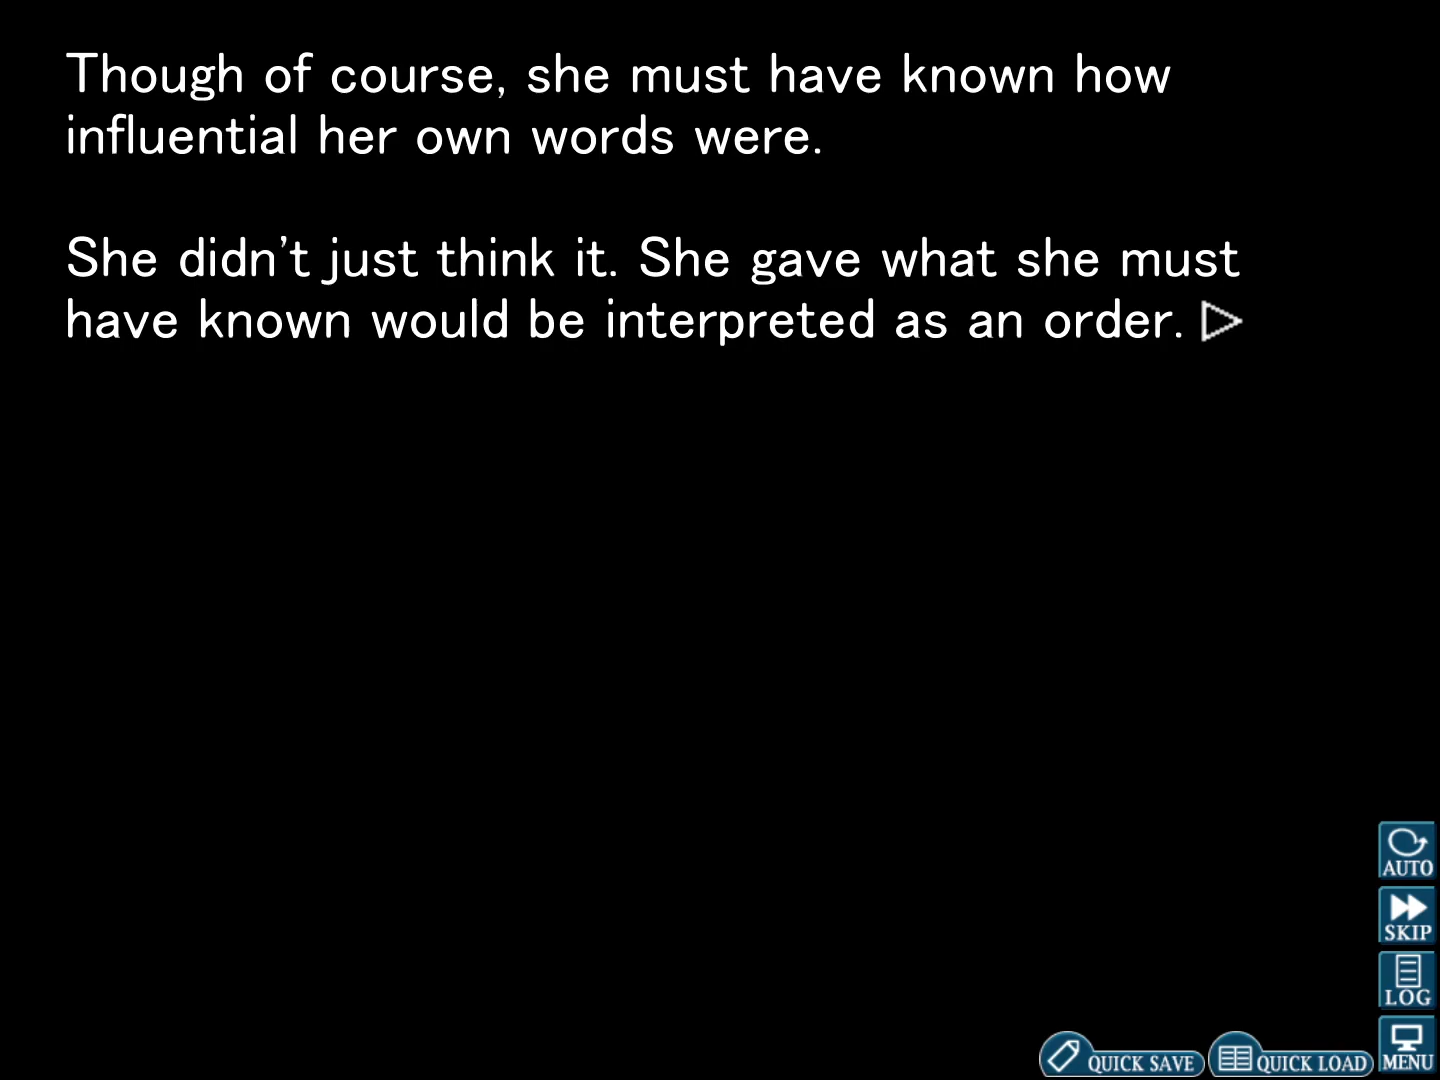 Though of course, she must have known how
influential her own words were.
She didn't just think it. She gave what she must
have known would be interpreted as an order.
AUTO
SKIP
LOG
MENU
QUICK SAVE
QUICK LOAD